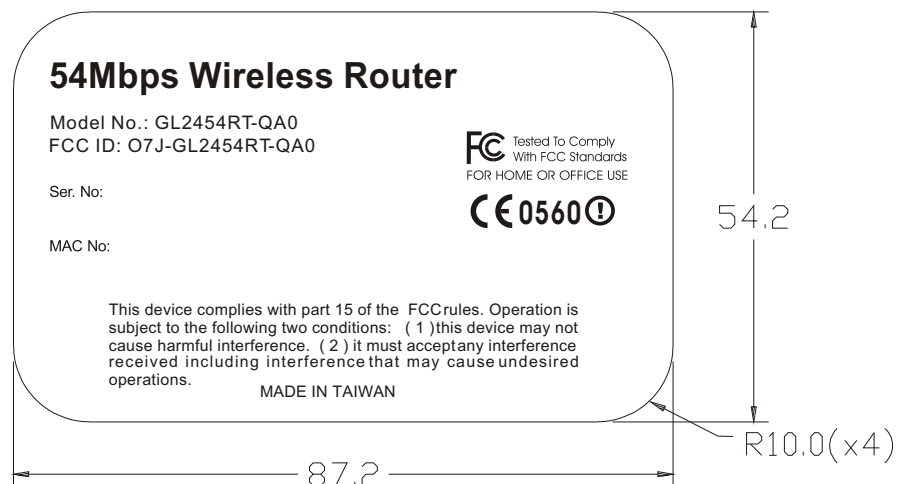 54Mbps Wireless Router
Model No.: GL2454RT-QA0
FCC ID: O7J-GL2454RT-QA0
FC Tested To Comply
With FCC Standards
FOR HOME OR OFFICE USE
Ser. No:
CE0560
MAC No:
54.2
This device complies with part 15 of the FCC rules. Operation is
subject to the following two conditions: ( 1 ) this device may not
cause harmful interference. ( 2 ) it must accept any interference
received including interference that may cause undesired
operations.
MADE IN TAIWAN
R10.0(x4)
87.2